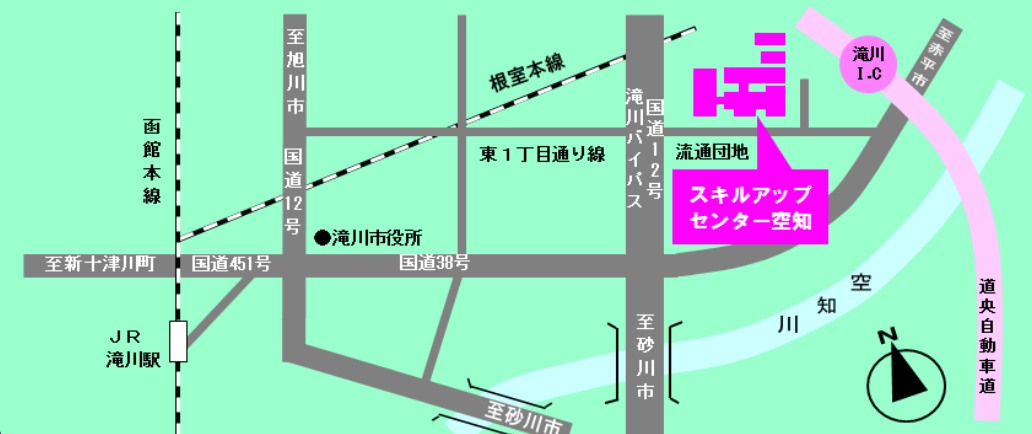 函館本線
至旭川市
国道12号
根室本線
滝川バイパス
国道12号
滝川
I.C
至赤平市
東1丁目通り線
流通団地
スキルアップ
センター空知
●滝川市役所
至新十津川町
国道451号
国道38号
空知川
道央自動車道
JR
滝川駅
至砂川市
至砂川市
N